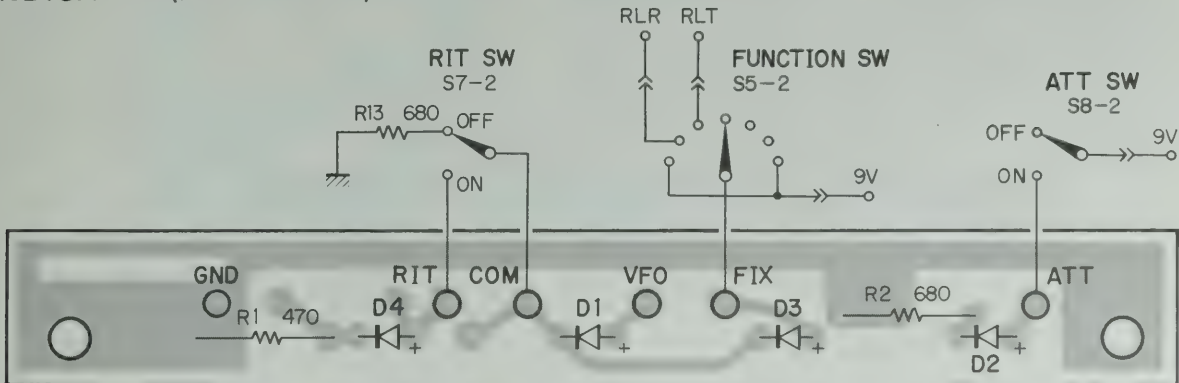 RLR RLT
RIT SW
S7-2
FUNCTION SW
S5-2
ATT SW
S8-2
R13 680 OFF
ON
9V
OFF
9V
ON
GND RIT COM VFO FIX ATT
R1 470 D4 + D1 + D3 + R2 680 D2 +